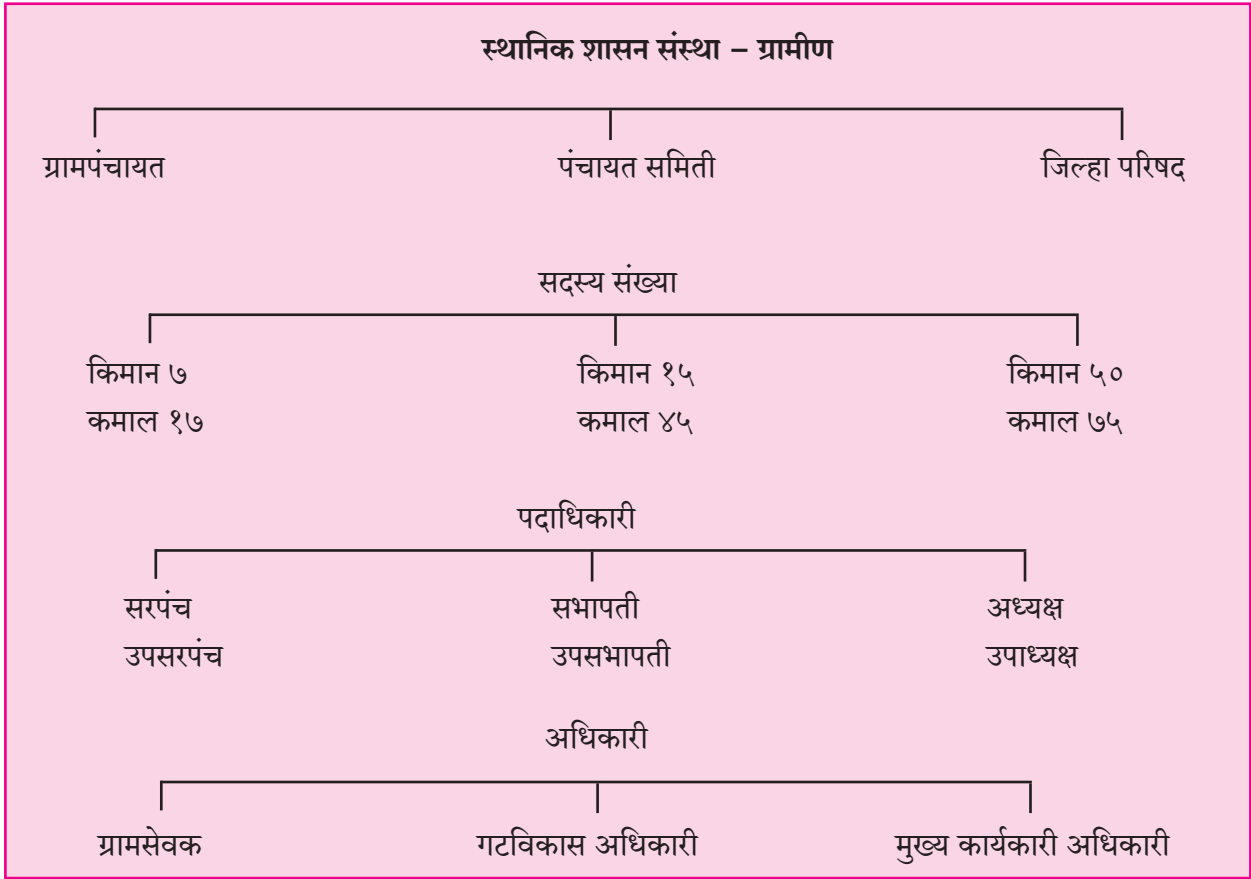 स्थानिक शासन संस्था – ग्रामीण
ग्रामपंचायत पंचायत समिती जिल्हा परिषद
सदस्य संख्या
किमान ७ किमान १५ किमान ५०
कमाल १७ कमाल ४५ कमाल ७५
पदाधिकारी
सरपंच सभापती अध्यक्ष
उपसरपंच उपसभापती उपाध्यक्ष
अधिकारी
ग्रामसेवक गटविकास अधिकारी मुख्य कार्यकारी अधिकारी